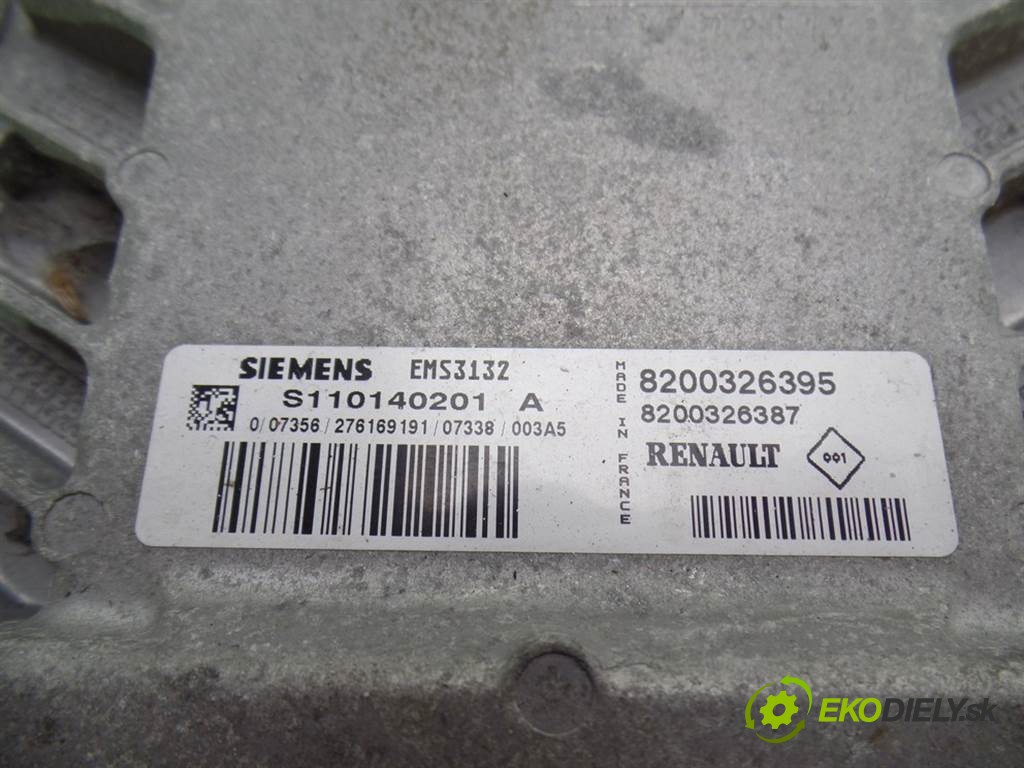 SIEMENS EMS3132
S110140201 A
0/07356/276169191/07338/003A5
MADE IN FRANCE
8200326395
8200326387
RENAULT 001
EKODIELY.sk